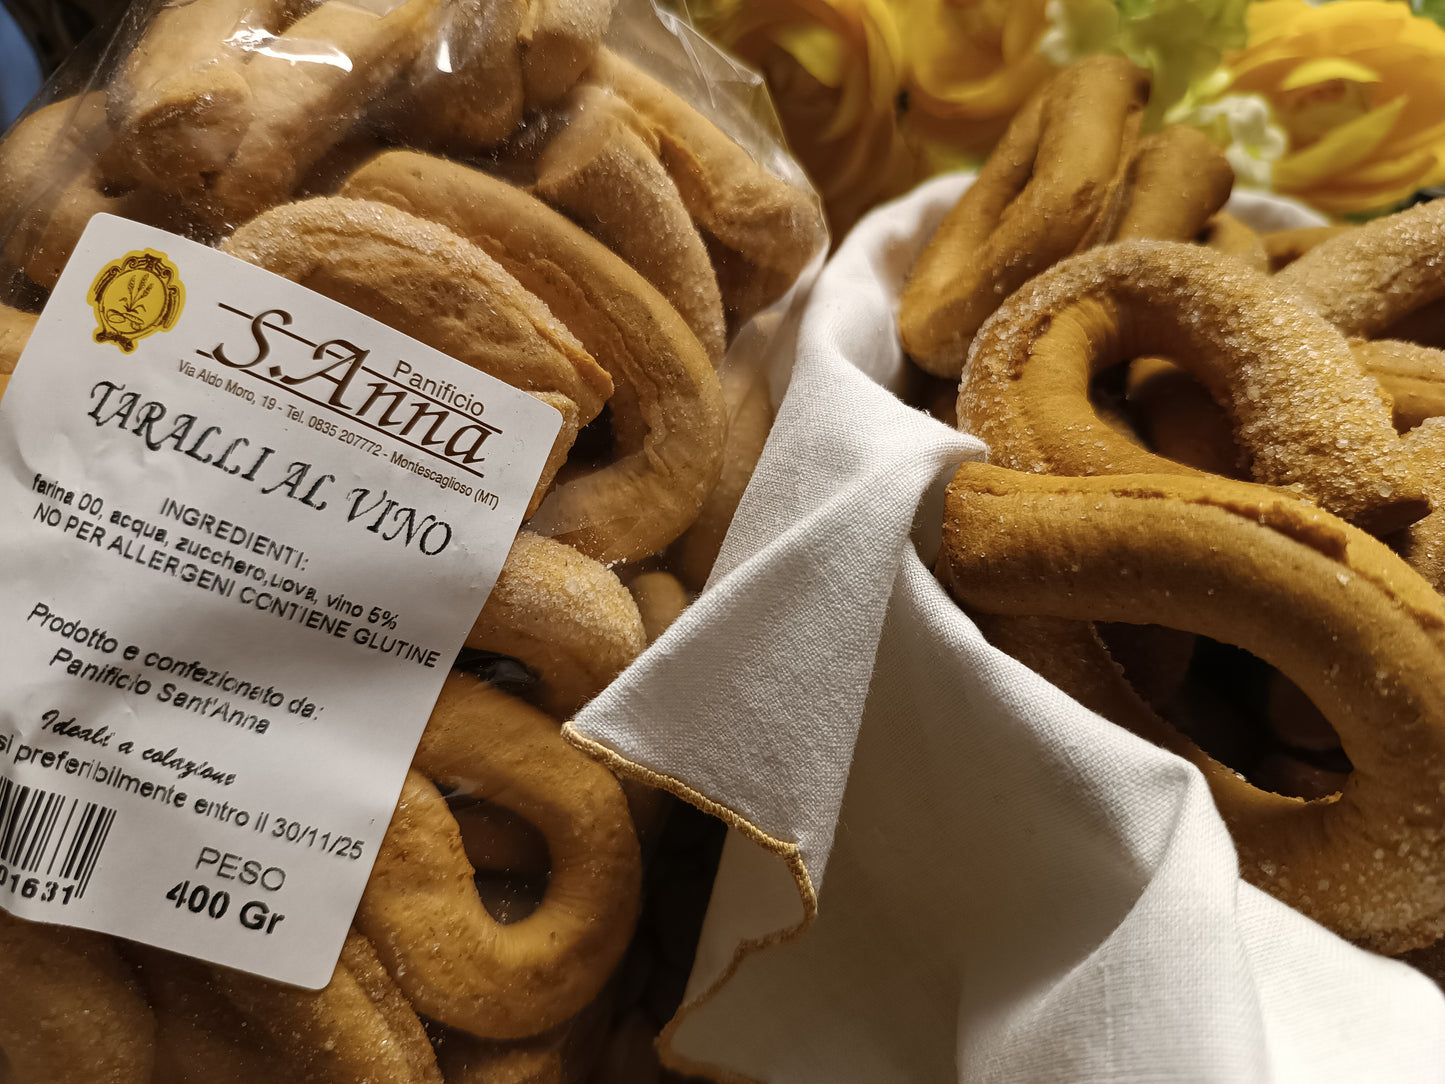 Panificio
S.Anna
Via Aldo Moro, 19 - Tel. 0835 207772 - Montescaglioso (MT)
TARALLI AL VINO
INGREDIENTI:
farina 00, acqua, zucchero,uova, vino 5%
NO PER ALLERGENI CONTIENE GLUTINE
Prodotto e confezionato da:
Panificio Sant'Anna
Ideali a colazione
si preferibilmente entro il 30/11/25
01631
PESO
400 Gr